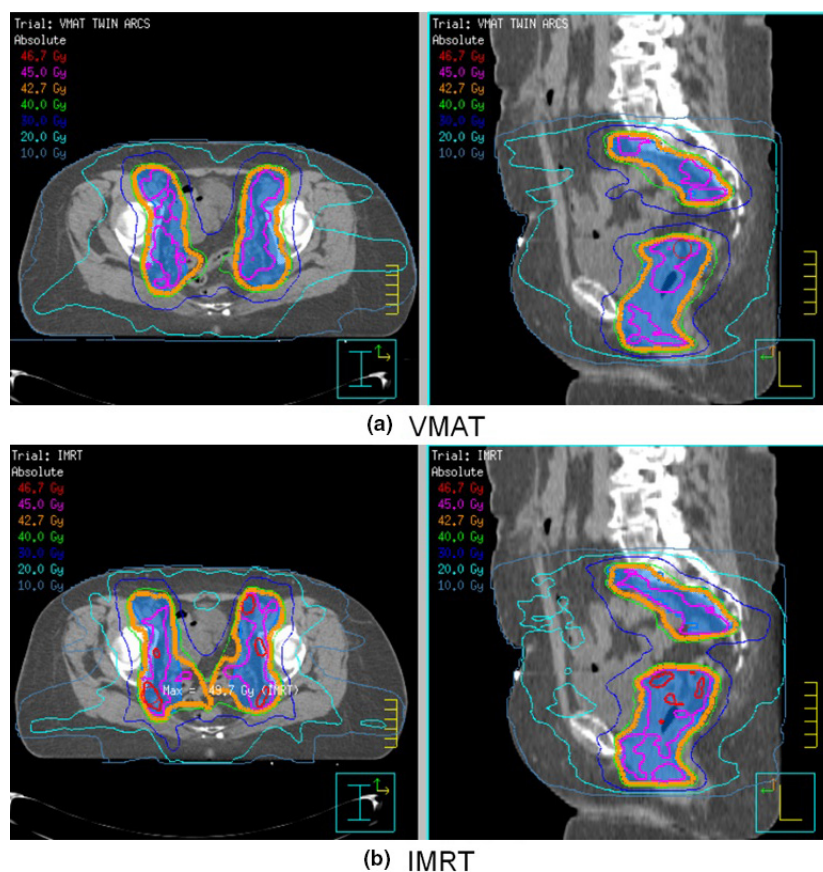 Trial: VMAT TWIN ARCS
Absolute
46.7 Gy
45.0 Gy
42.7 Gy
40.0 Gy
30.0 Gy
20.0 Gy
10.0 Gy
Trial: VMAT TWIN ARCS
Absolute
46.7 Gy
45.0 Gy
42.7 Gy
40.0 Gy
30.0 Gy
20.0 Gy
10.0 Gy
(a) VMAT
Trial: IMRT
Absolute
46.7 Gy
45.0 Gy
42.7 Gy
40.0 Gy
30.0 Gy
20.0 Gy
10.0 Gy
Max = 49.7 Gy (IMRT)
Trial: IMRT
Absolute
46.7 Gy
45.0 Gy
42.7 Gy
40.0 Gy
30.0 Gy
20.0 Gy
10.0 Gy
(b) IMRT